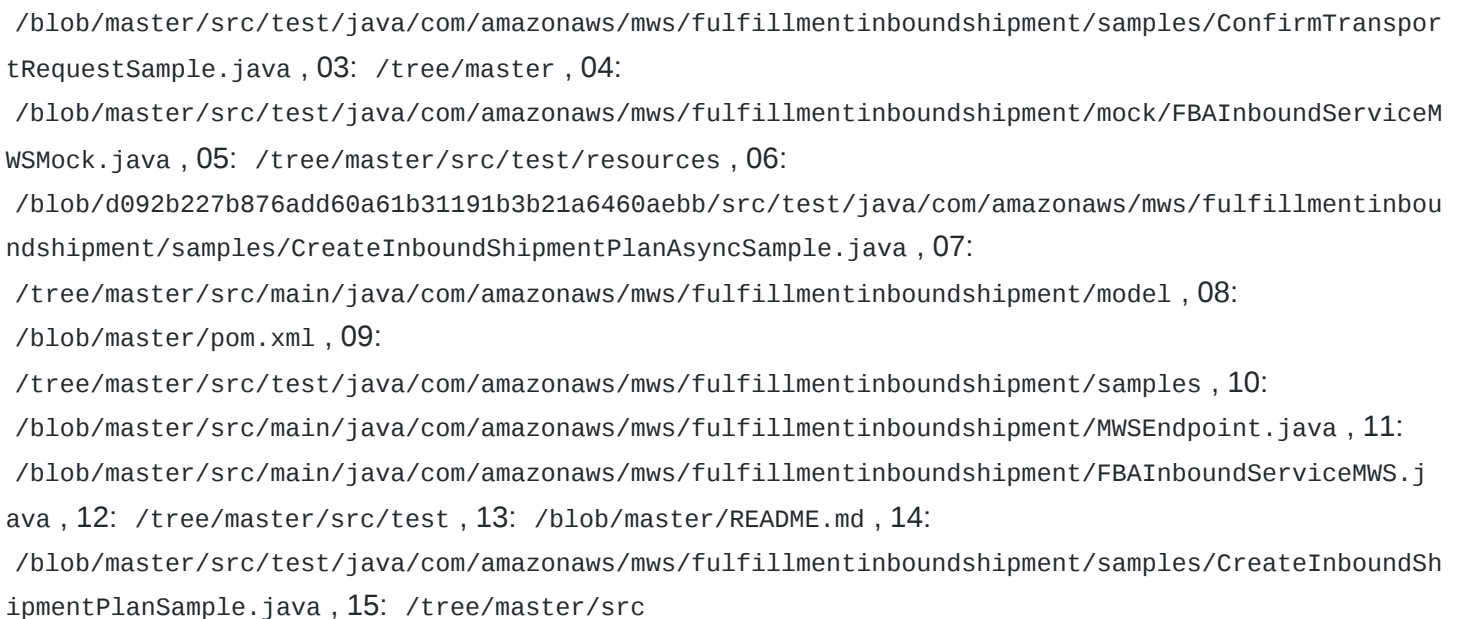 /blob/master/src/test/java/com/amazonaws/mws/fulfillmentinboundshipment/samples/ConfirmTranspor
tRequestSample.java , 03: /tree/master , 04:
/blob/master/src/test/java/com/amazonaws/mws/fulfillmentinboundshipment/mock/FBAInboundServiceM
WSMock.java , 05: /tree/master/src/test/resources , 06:
/blob/d092b227b876add60a61b31191b3b21a6460aebb/src/test/java/com/amazonaws/mws/fulfillmentinbou
ndshipment/samples/CreateInboundShipmentPlanAsyncSample.java , 07:
/tree/master/src/main/java/com/amazonaws/mws/fulfillmentinboundshipment/model , 08:
/blob/master/pom.xml , 09:
/tree/master/src/test/java/com/amazonaws/mws/fulfillmentinboundshipment/samples , 10:
/blob/master/src/main/java/com/amazonaws/mws/fulfillmentinboundshipment/MWSEndpoint.java , 11:
/blob/master/src/main/java/com/amazonaws/mws/fulfillmentinboundshipment/FBAInboundServiceMWS.j
ava , 12: /tree/master/src/test , 13: /blob/master/README.md , 14:
/blob/master/src/test/java/com/amazonaws/mws/fulfillmentinboundshipment/samples/CreateInboundSh
ipmentPlanSample.java , 15: /tree/master/src